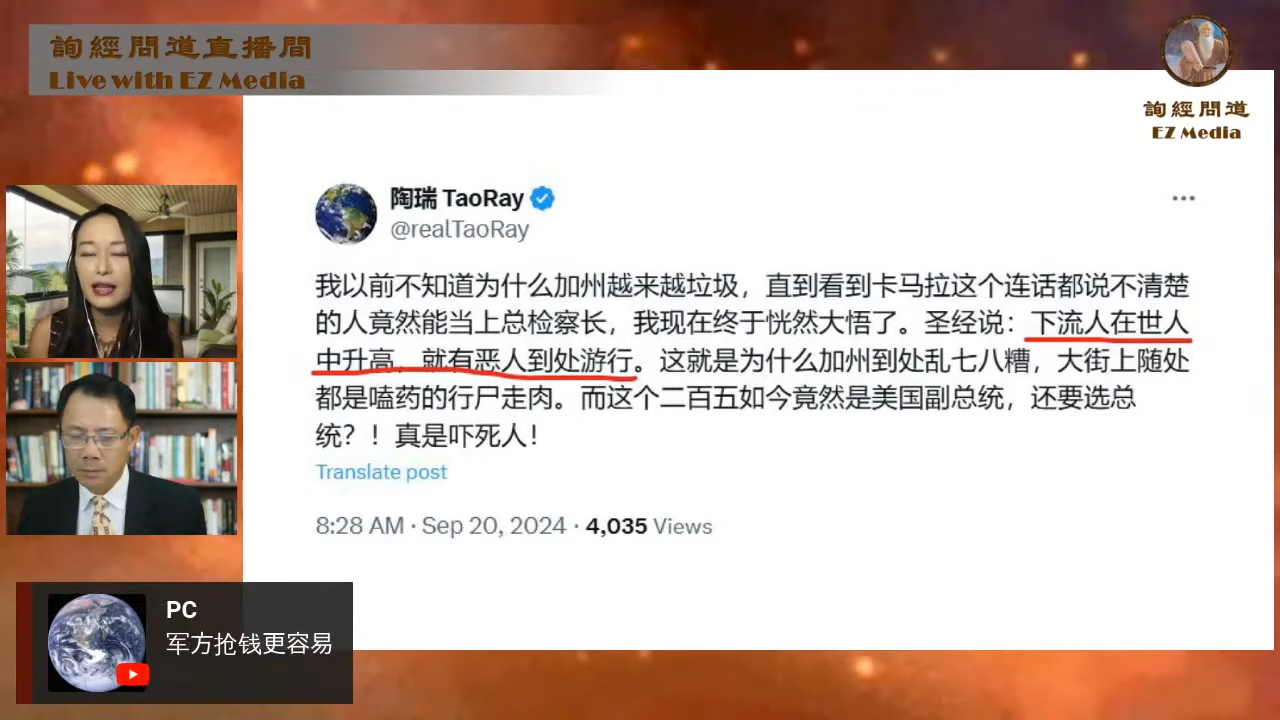 詢經問道直播間
Live with EZ Media
詢經問道
EZ Media
陶瑞 TaoRay
@realTaoRay
我以前不知道为什么加州越来越垃圾，直到看到卡马拉这个连话都说不清楚
的人竟然能当上总检察长，我现在终于恍然大悟了。圣经说：下流人在世人
中升高，就有恶人到处游行。这就是为什么加州到处乱七八糟，大街上随处
都是嗑药的行尸走肉。而这个二百五如今竟然是美国副总统，还要选总
统？！真是吓死人！
Translate post
8:28 AM · Sep 20, 2024 · 4,035 Views
PC
军方抢钱更容易